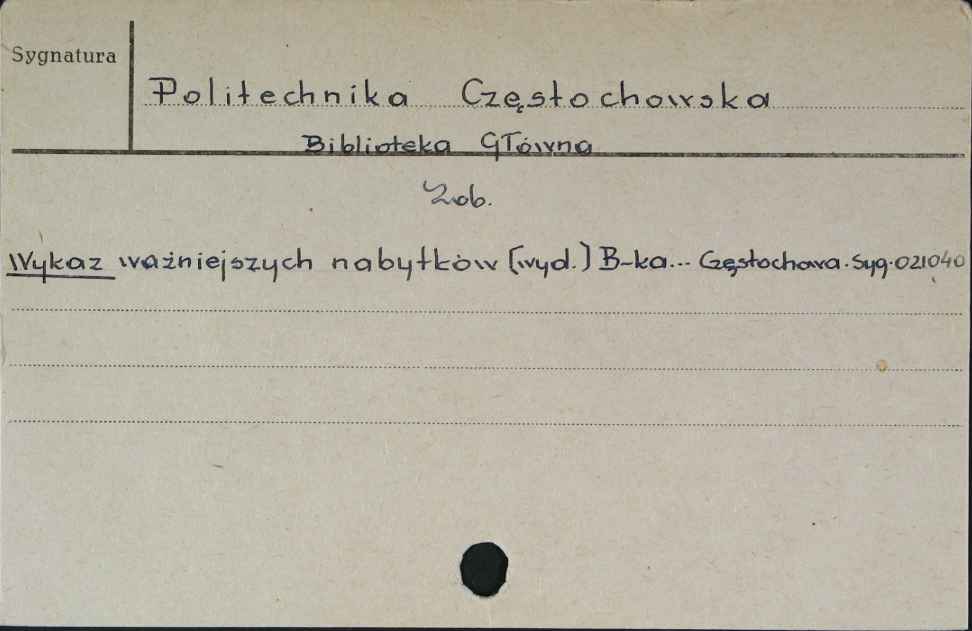 Sygnatura
Politechnika Częstochowska
Biblioteka Główna
Zob.
Wykaz ważniejszych nabytków [wyd.] B-ka... Częstochowa. Syg. 021040